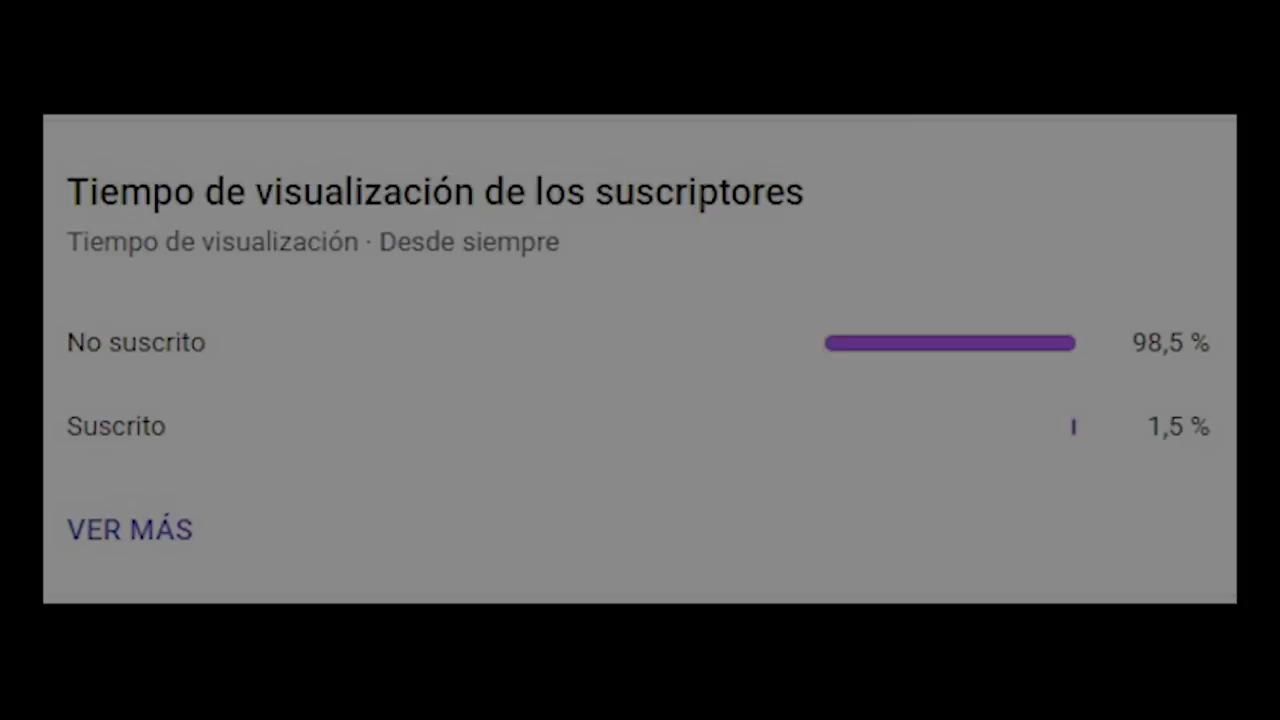 Tiempo de visualización de los suscriptores
Tiempo de visualización · Desde siempre
No suscrito 98,5 %
Suscrito 1,5 %
VER MÁS